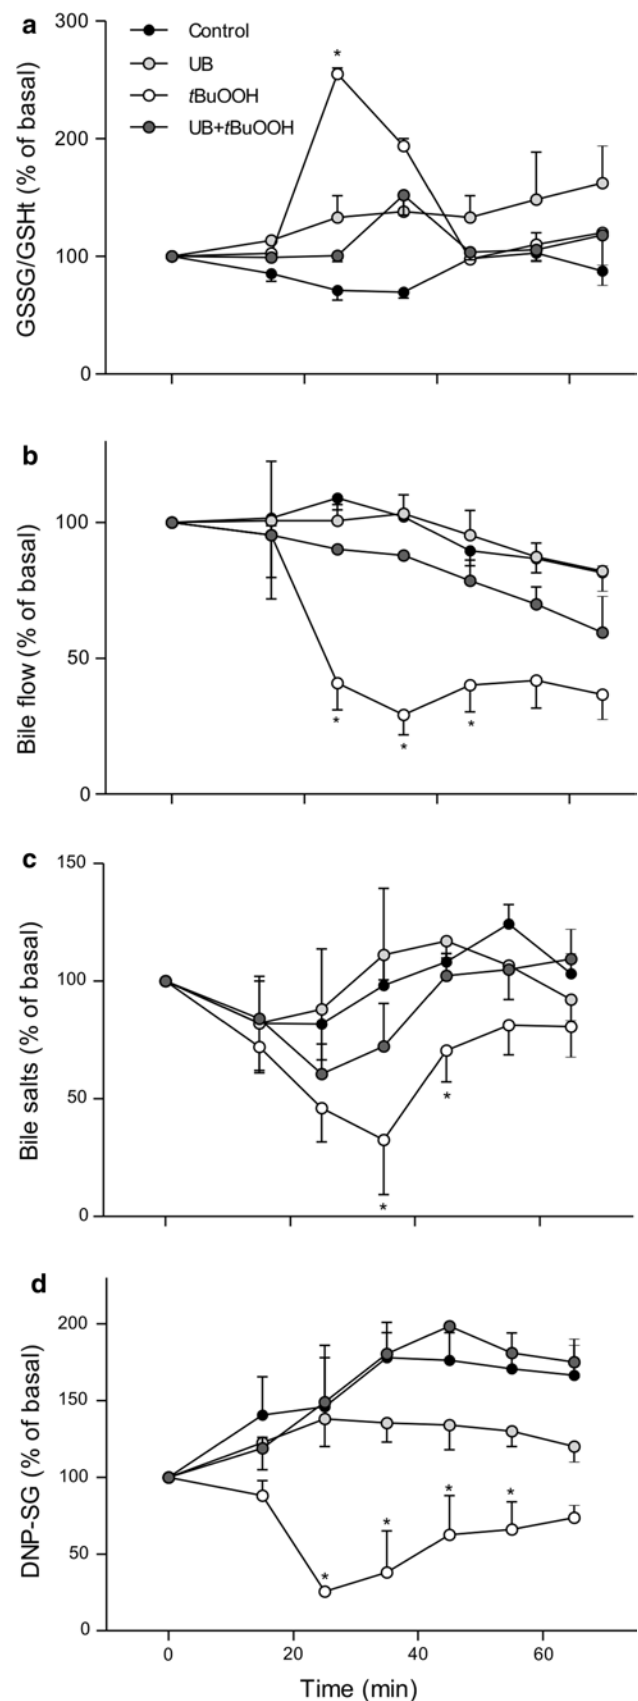 a
Control
UB
tBuOOH
UB+tBuOOH
GSSG/GSHt (% of basal)
300
200
100
0
*
b
Bile flow (% of basal)
100
50
0
*
*
*
c
Bile salts (% of basal)
150
100
50
0
*
*
d
DNP-SG (% of basal)
200
150
100
50
0
*
*
*
*
0
20
40
60
Time (min)